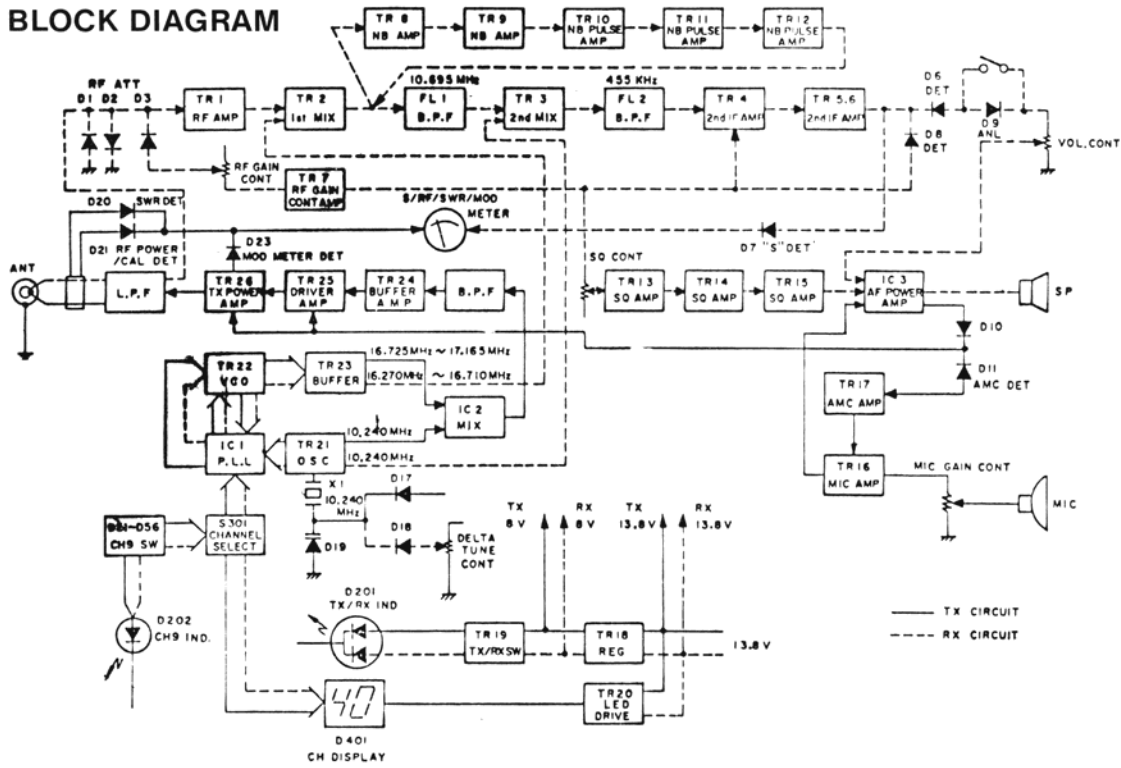 BLOCK DIAGRAM
TR 8
NB AMP
TR 9
NB AMP
TR 10
NB PULSE
AMP
TR 11
NB PULSE
AMP
TR 12
NB PULSE
AMP
RF ATT
D1 D2 D3
TR 1
RF AMP
TR 2
1st MIX
10.695 MHz
FL 1
B.P.F
TR 3
2nd MIX
455 KHz
FL 2
B.P.F
TR 4
2nd IF AMP
TR 5.6
2nd IF AMP
D6
DET
D8
DET
D9
ANL
VOL.CONT
RF GAIN
CONT
TR 7
RF GAIN
CONT AMP
D20
SWR DET
D21 RF POWER
/CAL DET
D23
MOD METER DET
S/RF/SWR/MOD
METER
D7 "S" DET
SQ CONT
ANT
L.P.F
TR 26
TX POWER
AMP
TR 25
DRIVER
AMP
TR 24
BUFFER
AMP
B.P.F
TR 13
SQ AMP
TR 14
SQ AMP
TR 15
SQ AMP
IC 3
AF POWER
AMP
SP
D10
D11
AMC DET
TR 17
AMC AMP
TR 16
MIC AMP
MIC GAIN CONT
MIC
TR 22
VCO
TR 23
BUFFER
16.725MHz ~ 17.165 MHz
16.270MHz ~ 16.710MHz
IC 2
MIX
IC 1
P.L.L
TR 21
OSC
10.240MHz
10.240MHz
X1
10.240
MHz
D17
D18
D19
DELTA
TUNE
CONT
D56
CH9 SW
S301
CHANNEL
SELECT
D202
CH9 IND.
TX
8V
RX
8V
TX
13.8 V
RX
13.8V
D201
TX/RX IND
TR 19
TX/RX SW
TR 18
REG
13.8 V
TR 20
LED
DRIVE
40
D401
CH DISPLAY
TX CIRCUIT
RX CIRCUIT